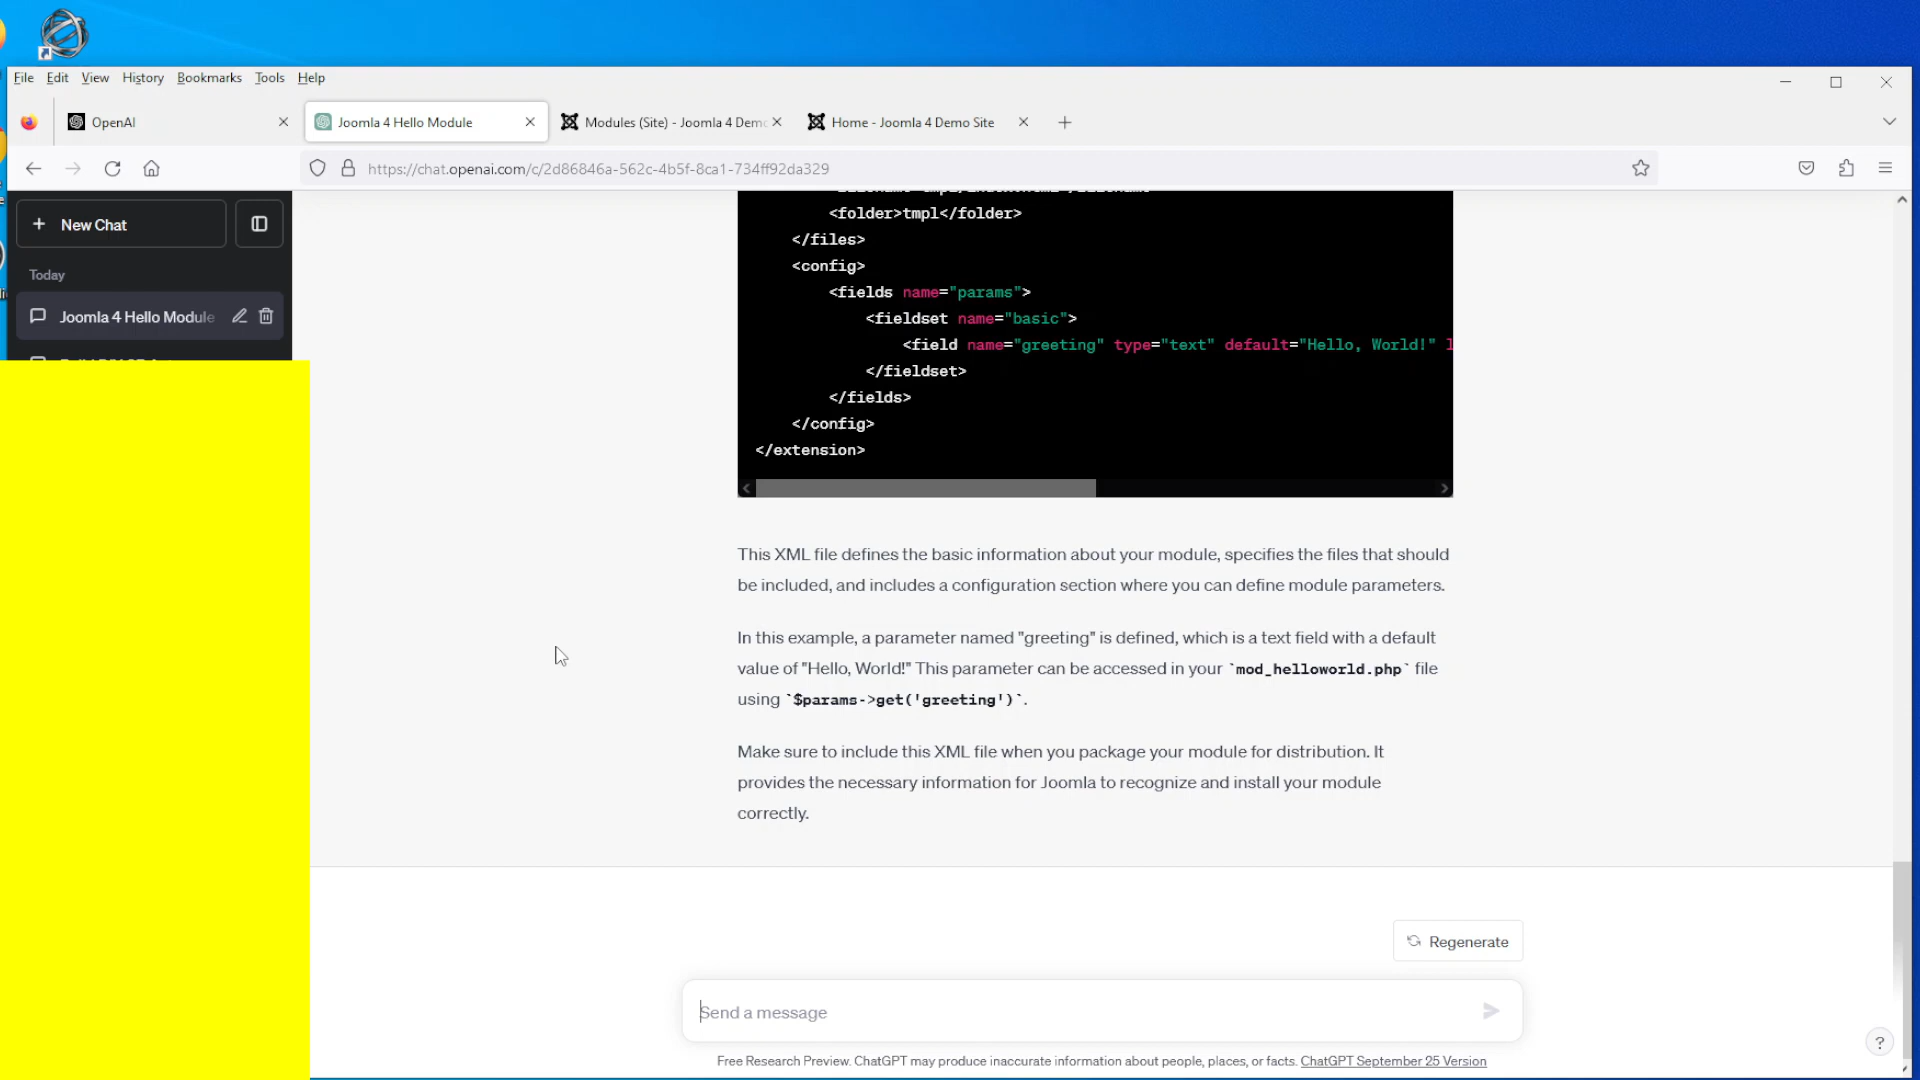 File Edit View History Bookmarks Tools Help
OpenAI
Joomla 4 Hello Module
Modules (Site) - Joomla 4 Demo
Home - Joomla 4 Demo Site
https://chat.openai.com/c/2d86846a-562c-4b5f-8ca1-734ff92da329
New Chat
Today
Joomla 4 Hello Module
<folder>tmpl</folder>
</files>
<config>
<fields name="params">
<fieldset name="basic">
<field name="greeting" type="text" default="Hello, World!" l
</fieldset>
</fields>
</config>
</extension>
This XML file defines the basic information about your module, specifies the files that should
be included, and includes a configuration section where you can define module parameters.
In this example, a parameter named "greeting" is defined, which is a text field with a default
value of "Hello, World!" This parameter can be accessed in your `mod_helloworld.php` file
using `$params->get('greeting')`.
Make sure to include this XML file when you package your module for distribution. It
provides the necessary information for Joomla to recognize and install your module
correctly.
Regenerate
Send a message
Free Research Preview. ChatGPT may produce inaccurate information about people, places, or facts. ChatGPT September 25 Version
?